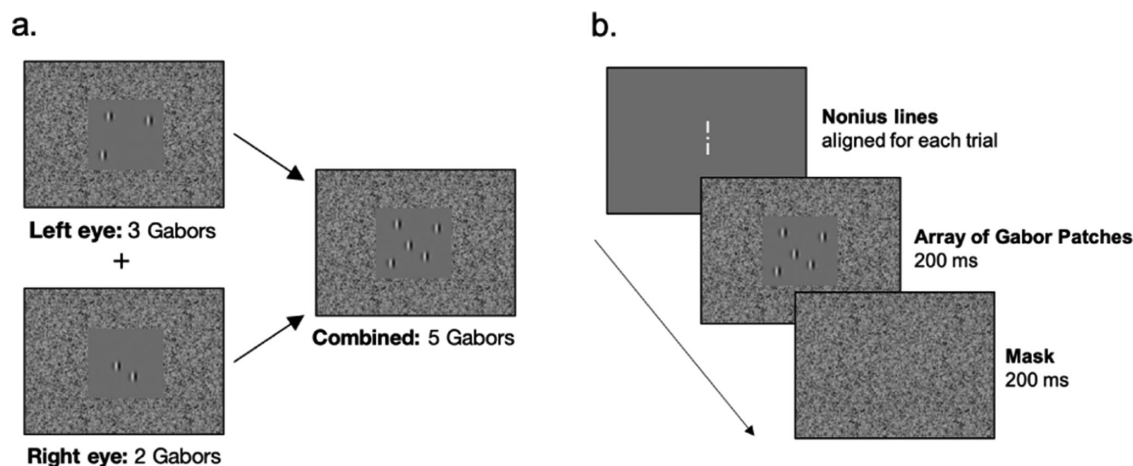 a.
Left eye: 3 Gabors
+
Right eye: 2 Gabors
Combined: 5 Gabors
b.
Nonius lines
aligned for each trial
Array of Gabor Patches
200 ms
Mask
200 ms